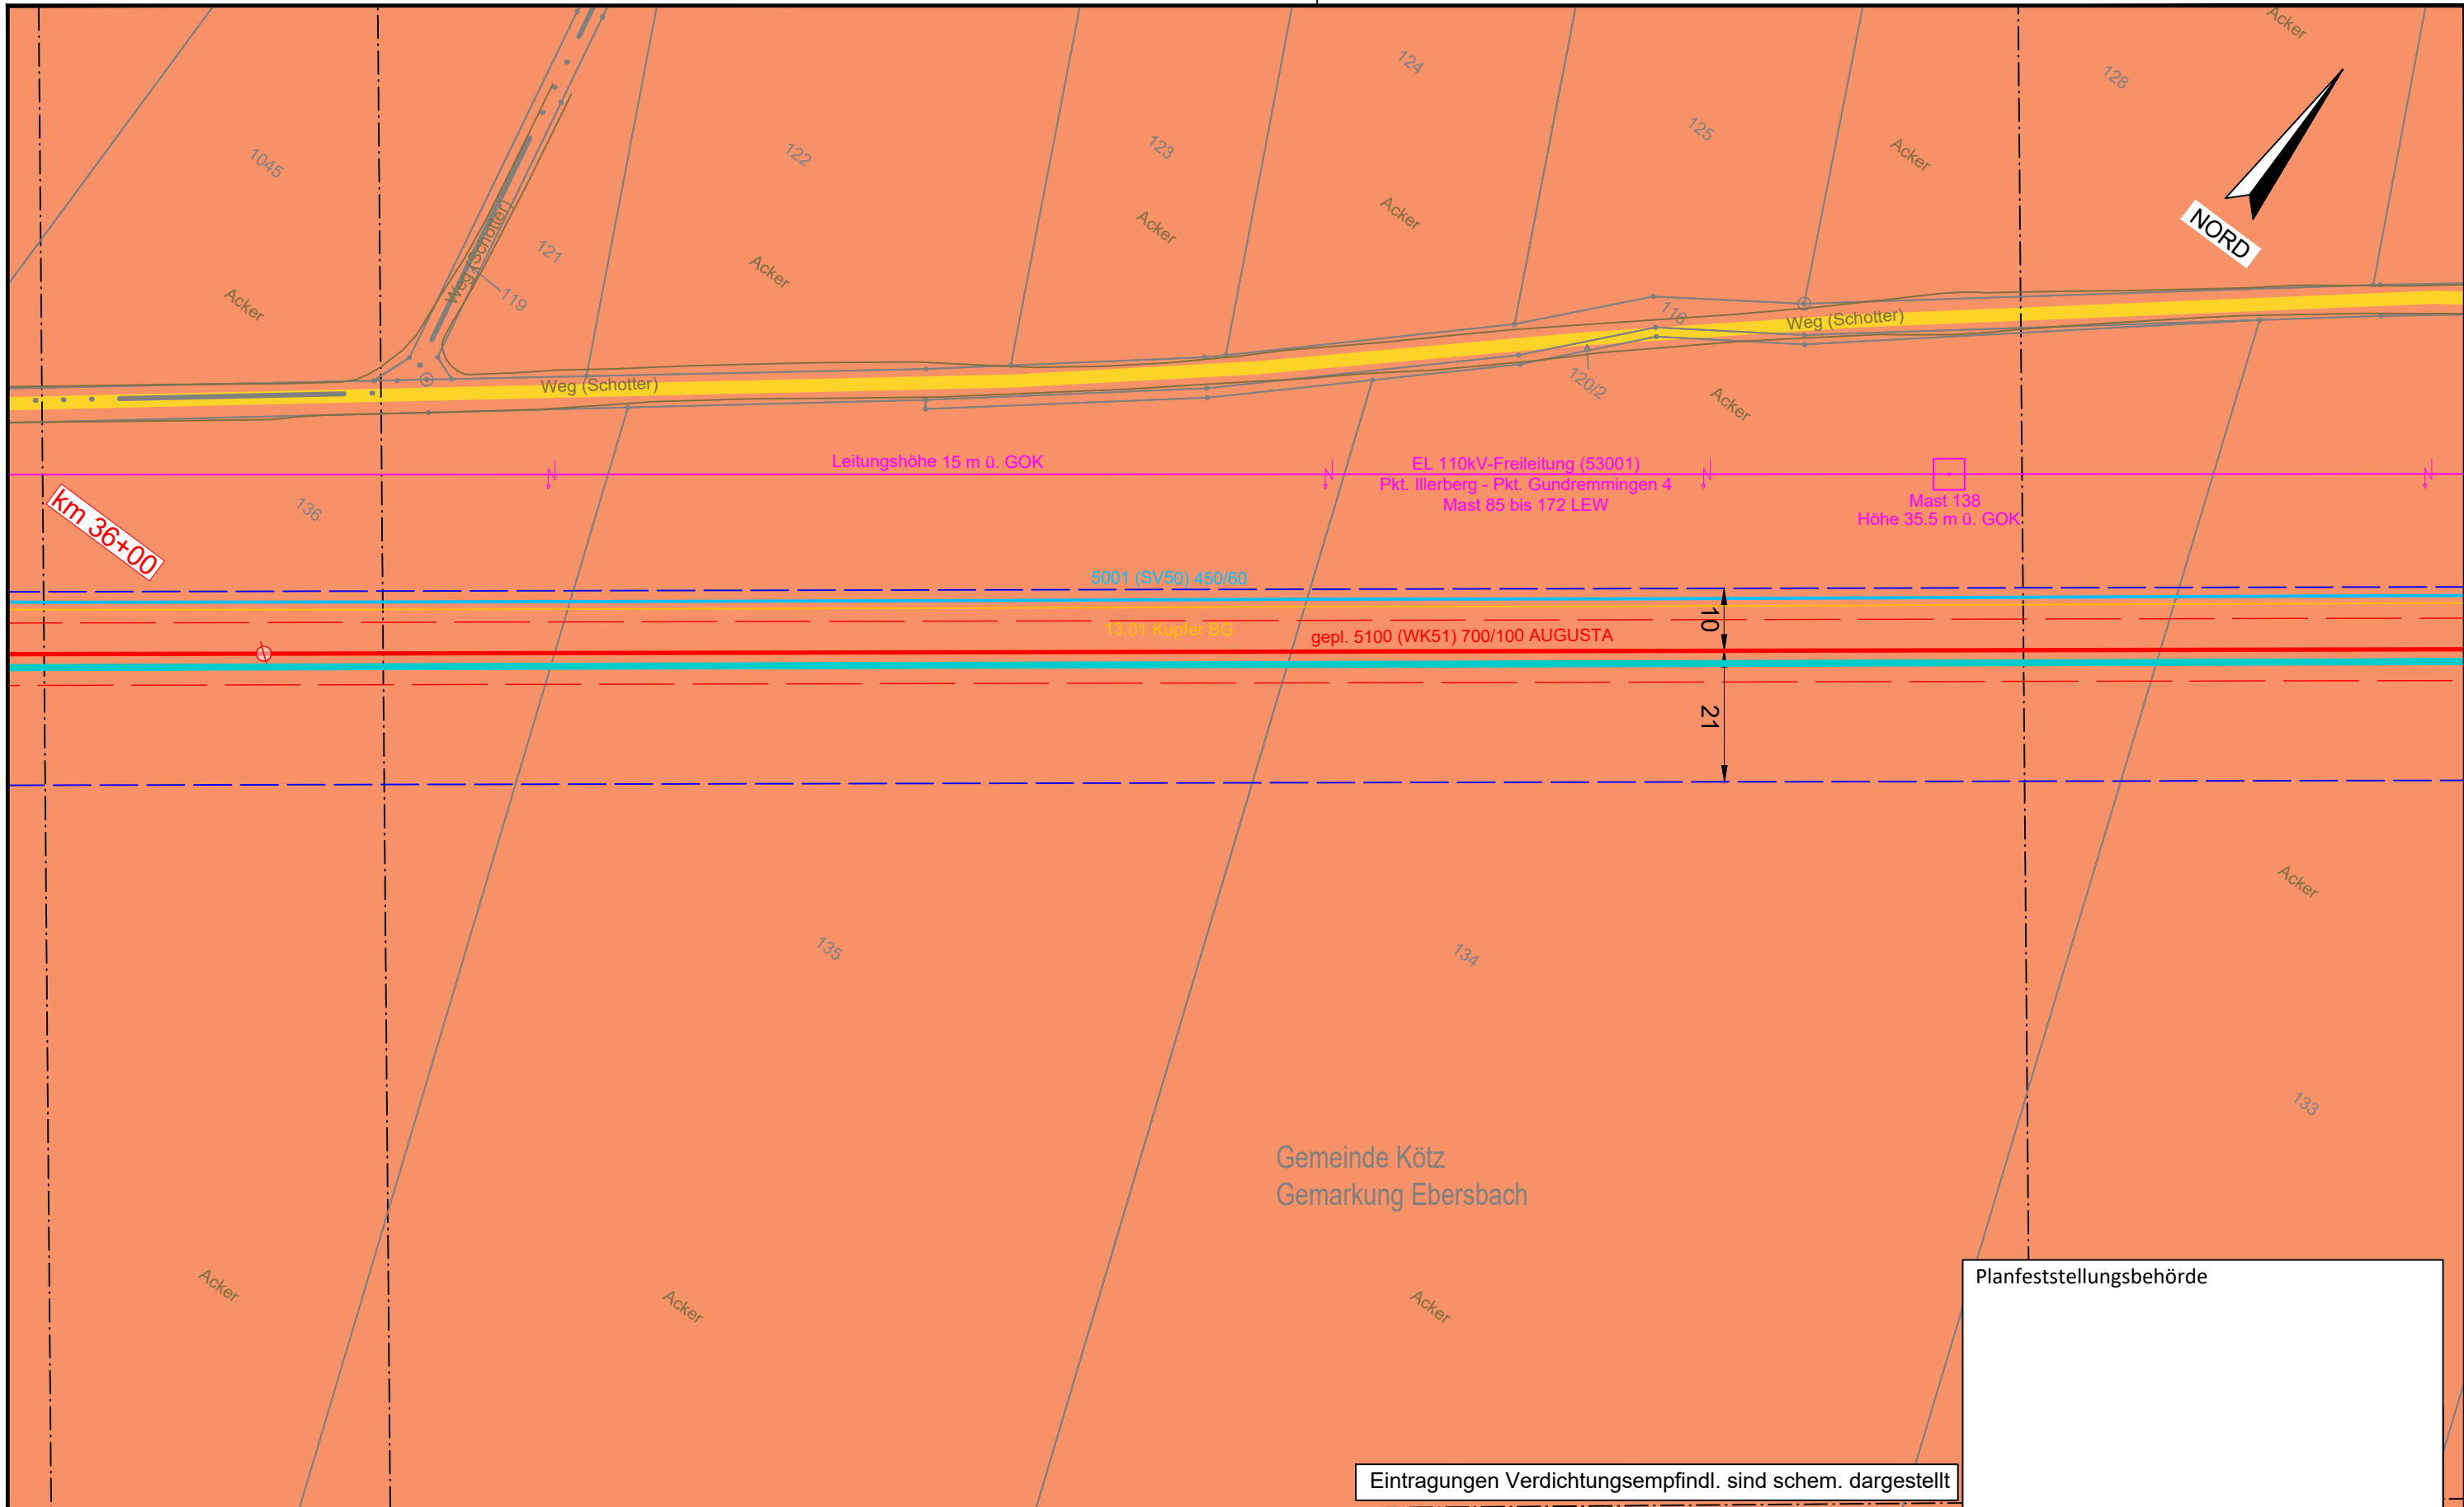 Acker
124
128
125
123
122
1045
Acker
NORD
Acker
Acker
Weg (Schotter)
121
Acker
119
Acker
116
Weg (Schotter)
Weg (Schotter)
120/2
Acker
Leitungshöhe 15 m ü. GOK
EL 110kV-Freileitung (53001)
Pkt. Illerberg - Pkt. Gundremmingen 4
Mast 85 bis 172 LEW
Mast 138
Höhe 35.5 m ü. GOK
136
km 36+00
5001 (SV50) 450/60
10
13.01 Kupfer BG
gepl. 5100 (WK51) 700/100 AUGUSTA
21
Acker
135
134
133
Gemeinde Kötz
Gemarkung Ebersbach
Acker
Acker
Acker
Planfeststellungsbehörde
Eintragungen Verdichtungsempfindl. sind schem. dargestellt